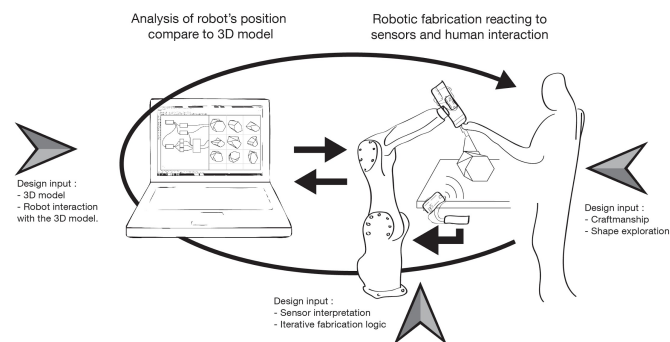 Analysis of robot's position
compare to 3D model
Robotic fabrication reacting to
sensors and human interaction
Design input :
- 3D model
- Robot interaction
with the 3D model.
Design input :
- Craftmanship
- Shape exploration
Design input :
- Sensor interpretation
- Iterative fabrication logic